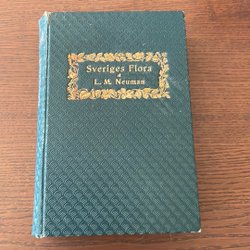 Sveriges Flora
af
L. M. Neuman